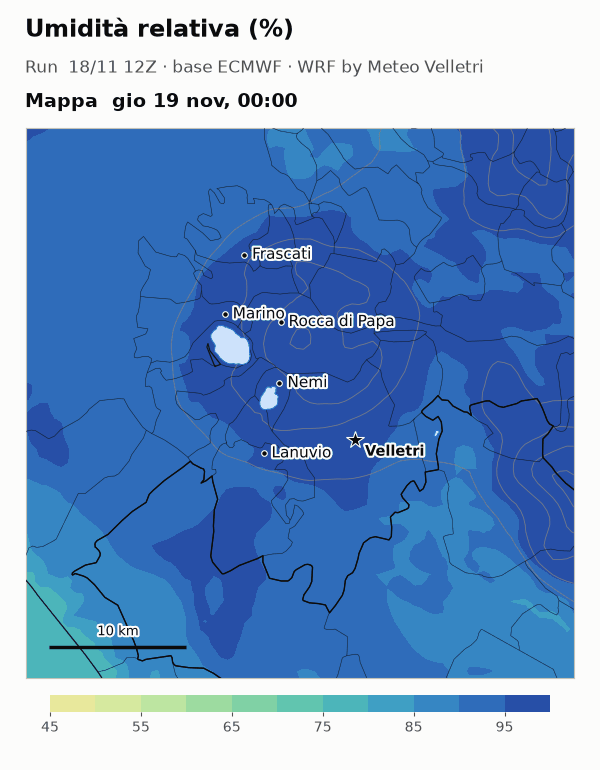 Umidità relativa (%)
Run  18/11 12Z · base ECMWF · WRF by Meteo Velletri
Mappa  gio 19 nov, 00:00
Frascati
Marino
Rocca di Papa
Nemi
Velletri
Lanuvio
10 km
45 55 65 75 85 95